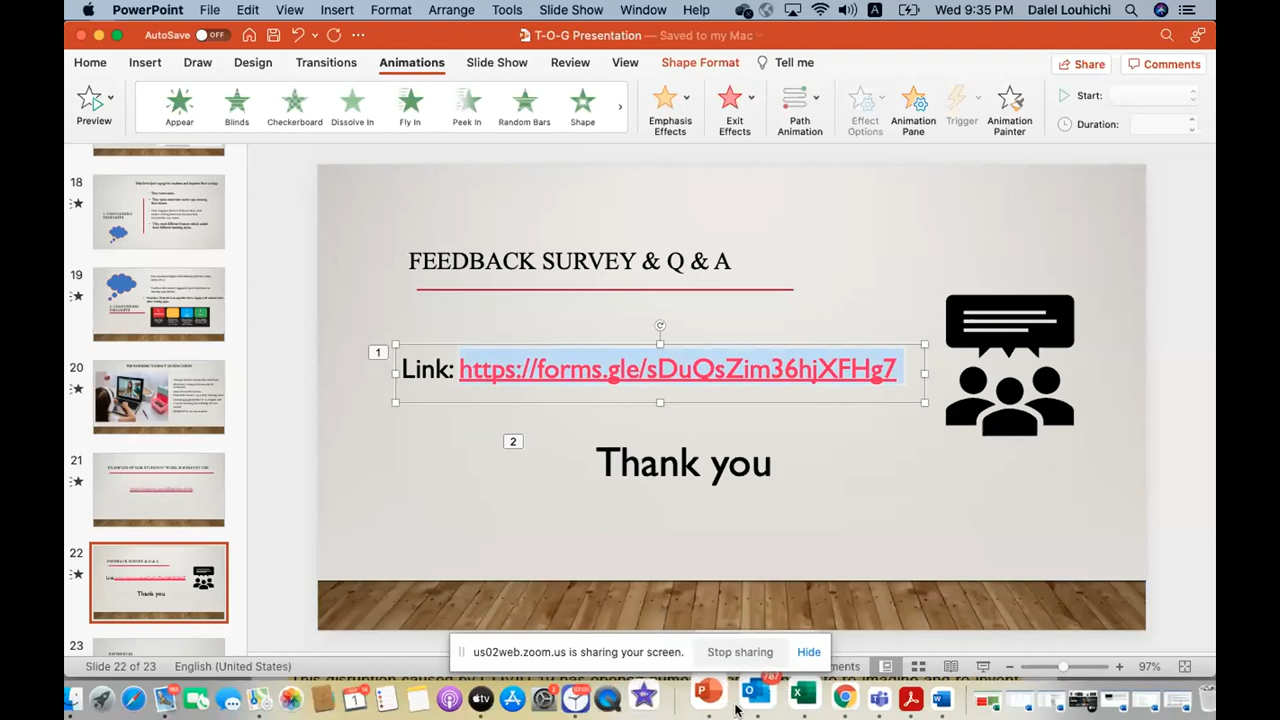 PowerPoint File Edit View Insert Format Arrange Tools Slide Show Window Help A Wed 9:35 PM Dalel Louhichi
AutoSave OFF T-O-G Presentation — Saved to my Mac
Home Insert Draw Design Transitions Animations Slide Show Review View Shape Format Tell me Share Comments
Preview Appear Blinds Checkerboard Dissolve In Fly In Peek In Random Bars Shape Emphasis Effects Exit Effects Path Animation Effect Options Animation Pane Trigger Animation Painter Start:
Duration:
18
19
20
21
22
FEEDBACK SURVEY & Q & A
Thank you
23
FEEDBACK SURVEY & Q & A
1
Link: https://forms.gle/sDuQsZim36hjXFHg7
2
Thank you
us02web.zoom.us is sharing your screen. Stop sharing Hide
Slide 22 of 23 English (United States) 97%